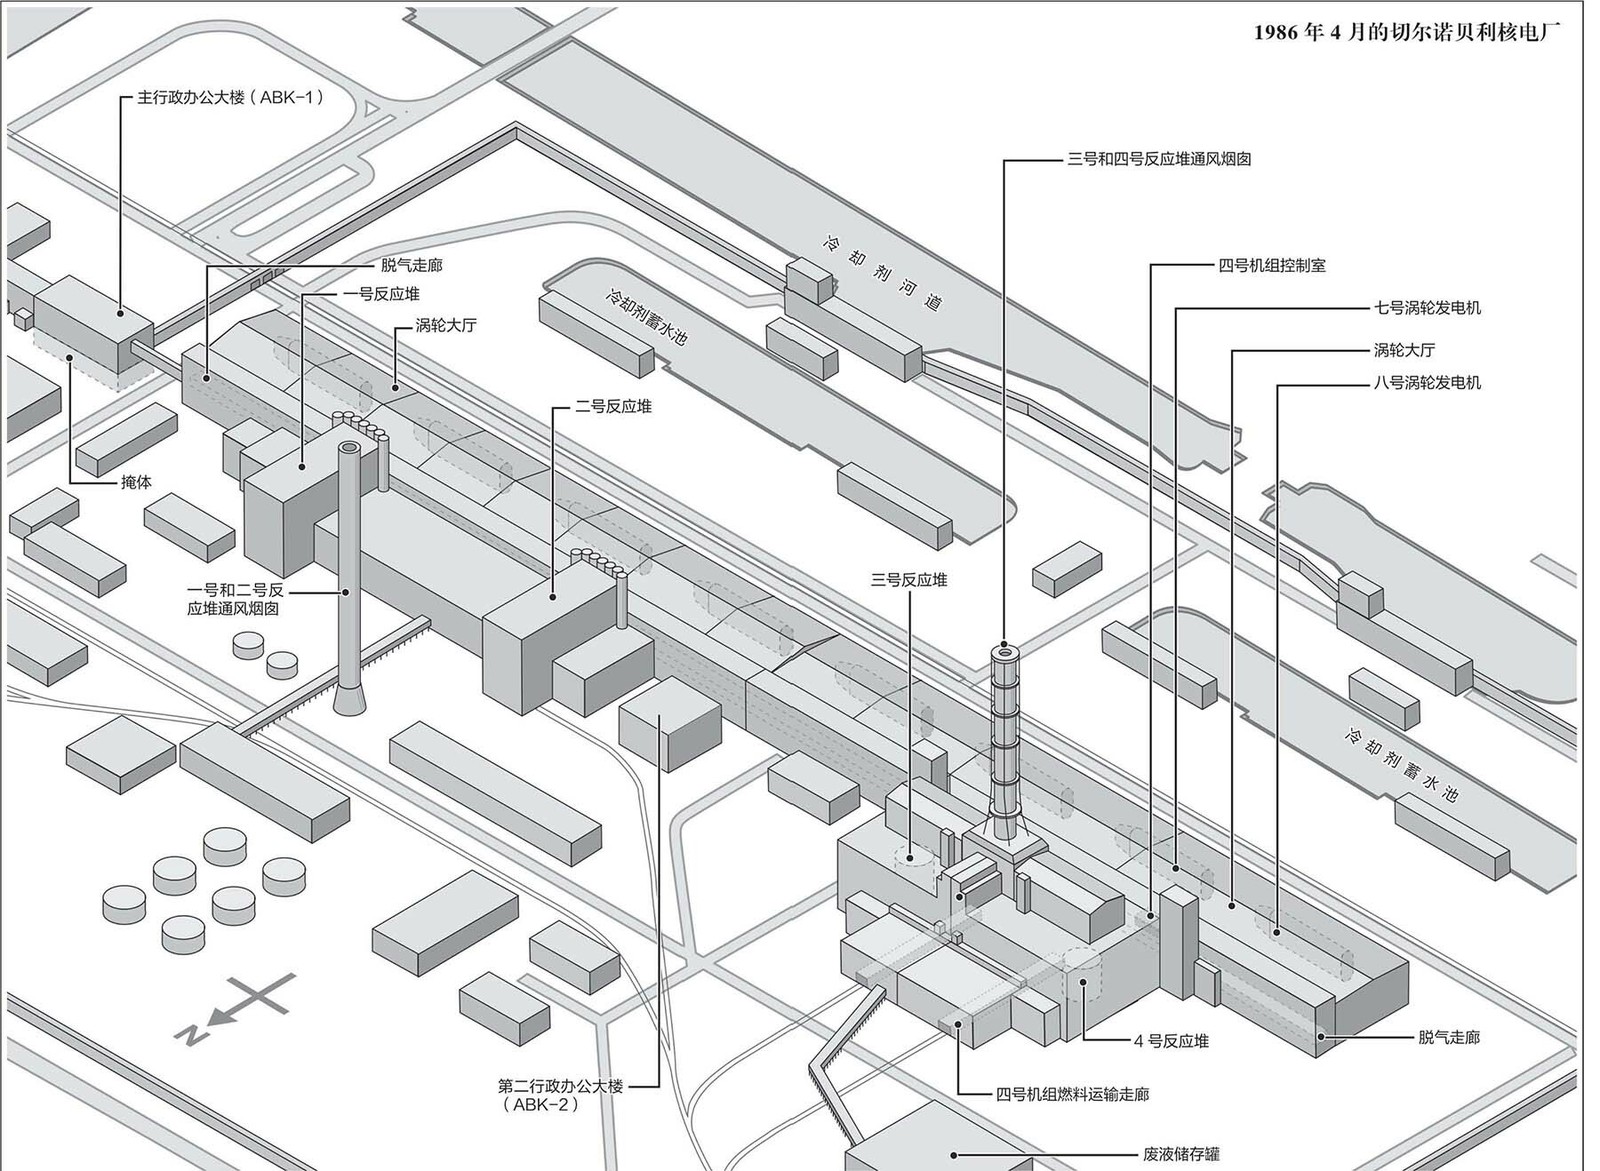 1986 年 4 月的切尔诺贝利核电厂
主行政办公大楼（ABK-1）
三号和四号反应堆通风烟囱
冷却剂河道
脱气走廊
四号机组控制室
一号反应堆
冷却剂蓄水池
七号涡轮发电机
涡轮大厅
涡轮大厅
八号涡轮发电机
二号反应堆
掩体
三号反应堆
一号和二号反
应堆通风烟囱
冷却剂蓄水池
N
脱气走廊
4 号反应堆
第二行政办公大楼
（ABK-2）
四号机组燃料运输走廊
废液储存罐